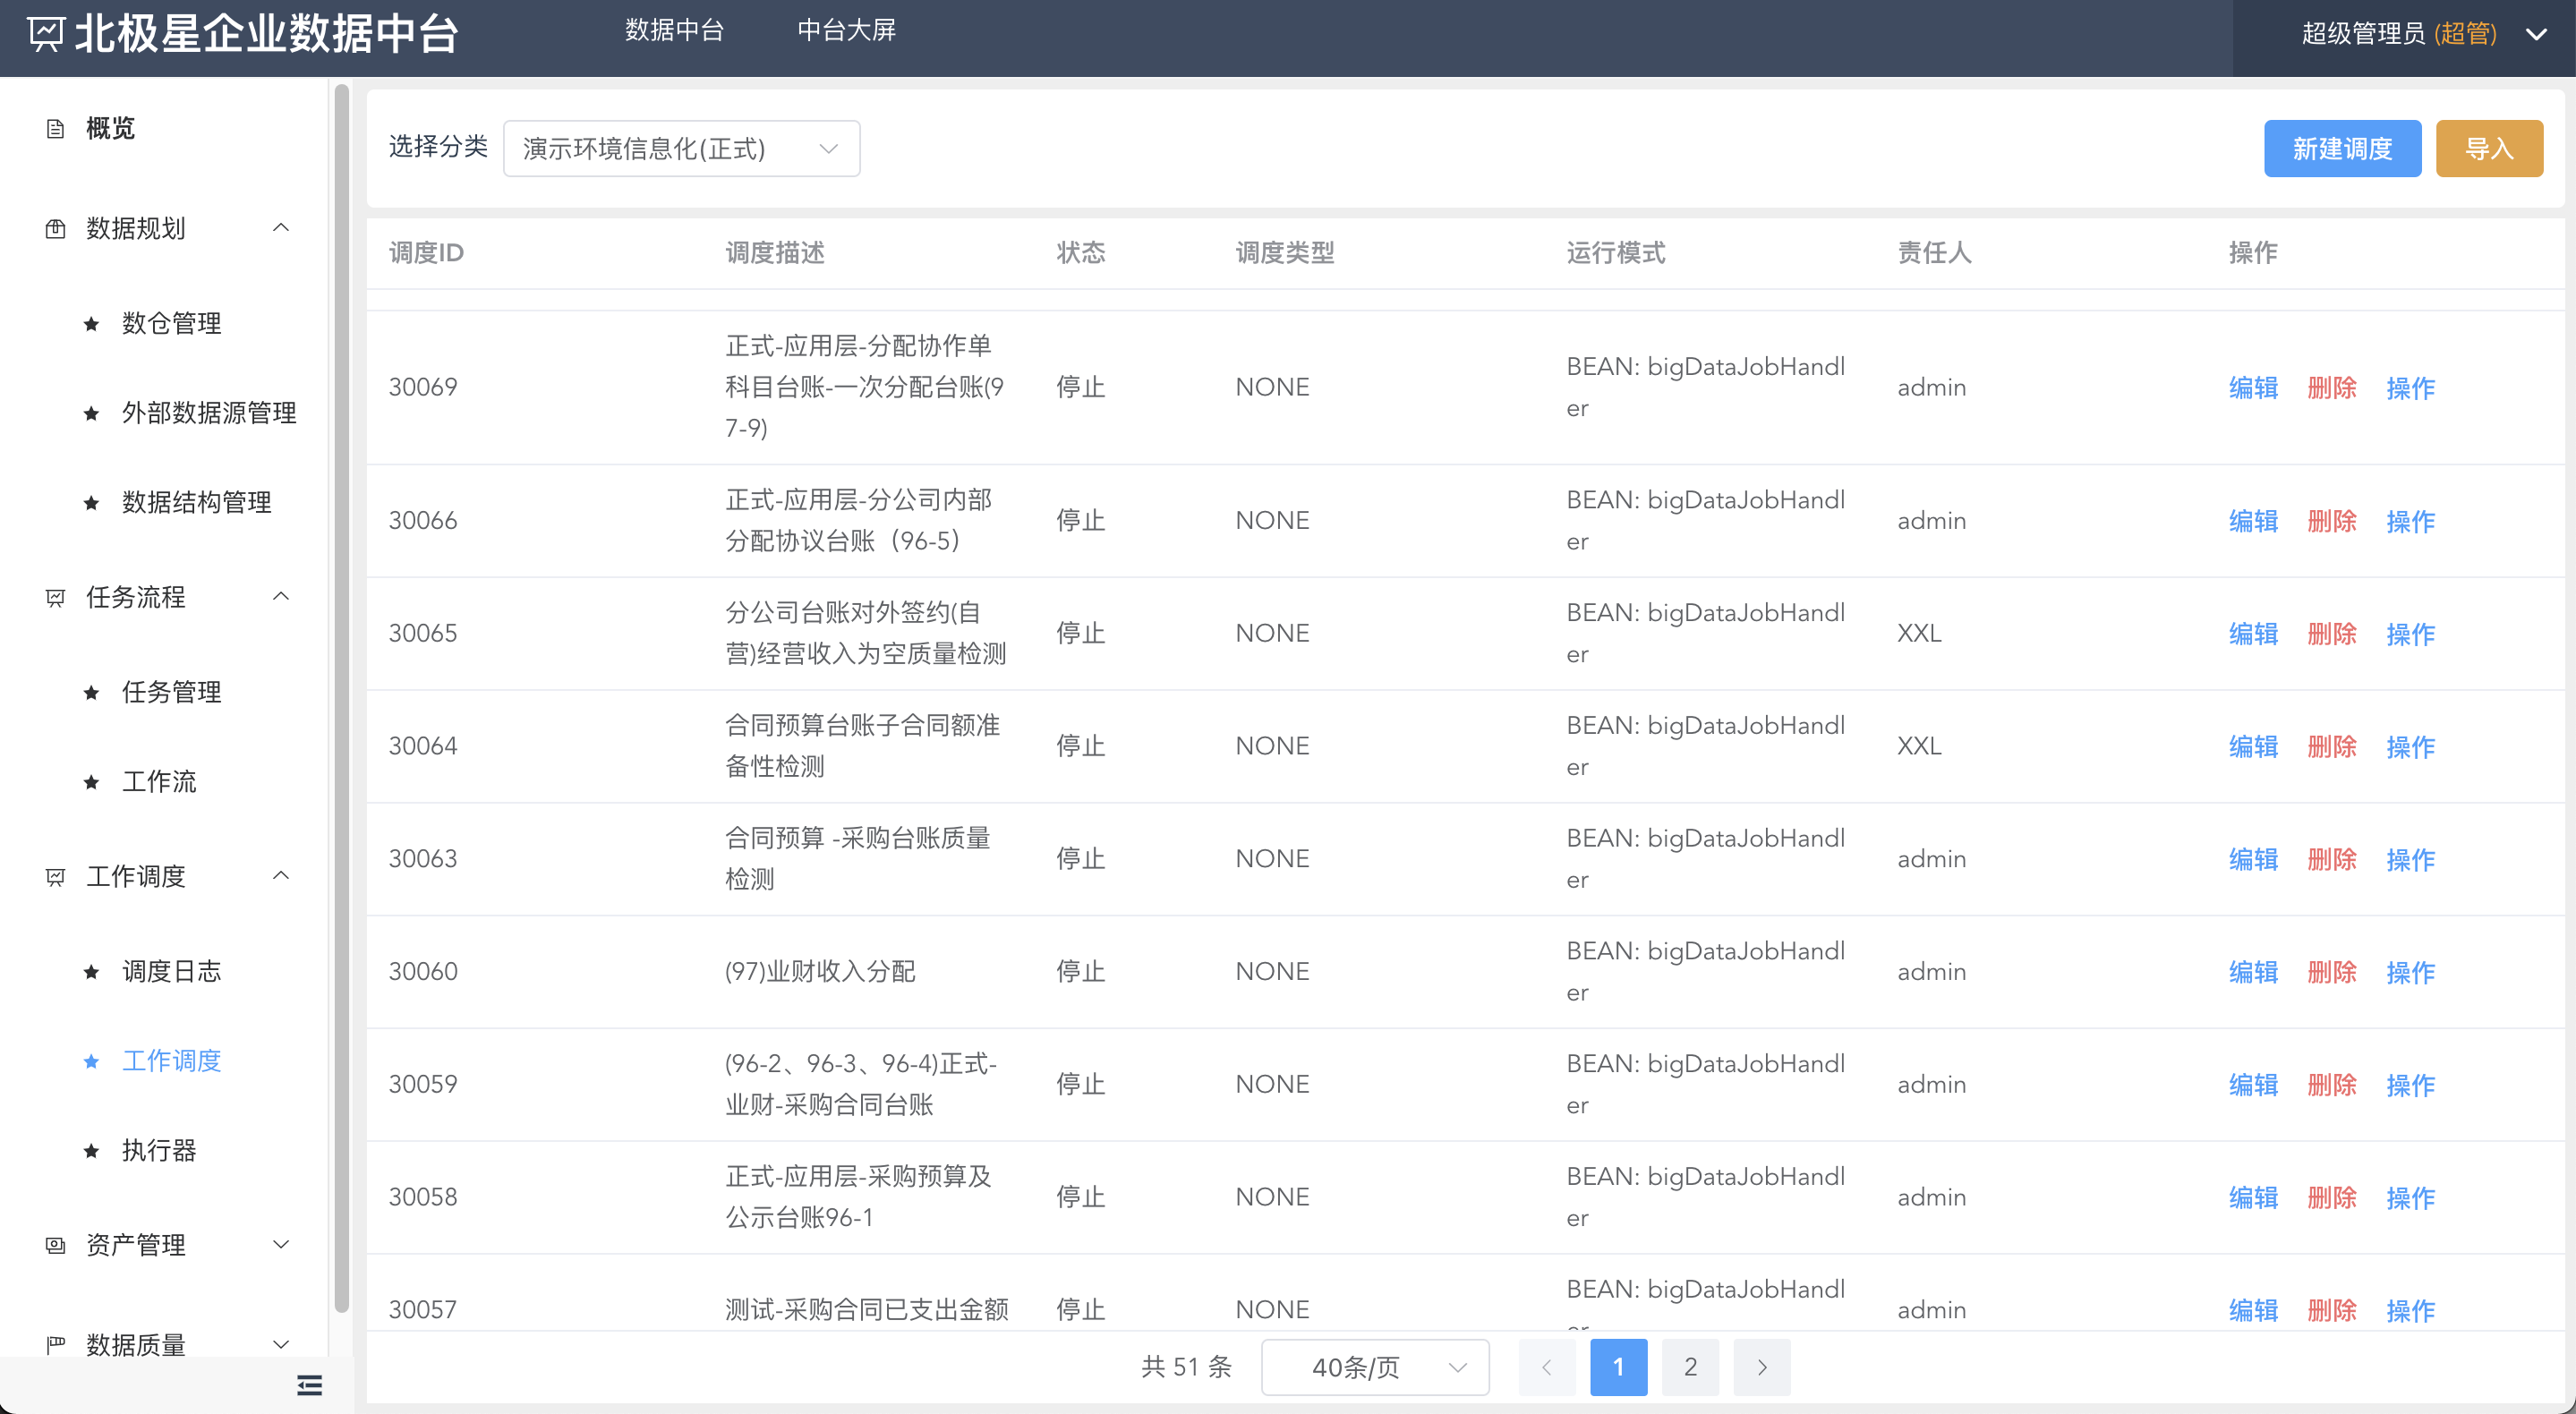 北极星企业数据中台
数据中台
中台大屏
超级管理员 (超管)
概览
数据规划
数仓管理
外部数据源管理
数据结构管理
任务流程
任务管理
工作流
工作调度
调度日志
工作调度
执行器
资产管理
数据质量
选择分类
演示环境信息化(正式)
新建调度
导入
调度ID 调度描述 状态 调度类型 运行模式 责任人 操作
正式-应用层-分配协作单
30069 科目台账-一次分配台账(9 停止 NONE BEAN: bigDataJobHandl admin 编辑 删除 操作
7-9) er
正式-应用层-分公司内部 BEAN: bigDataJobHandl
30066 停止 NONE admin 编辑 删除 操作
分配协议台账（96-5） er
分公司台账对外签约(自 BEAN: bigDataJobHandl
30065 停止 NONE XXL 编辑 删除 操作
营)经营收入为空质量检测 er
合同预算台账子合同额准 BEAN: bigDataJobHandl
30064 停止 NONE XXL 编辑 删除 操作
备性检测 er
合同预算 -采购台账质量 BEAN: bigDataJobHandl
30063 停止 NONE admin 编辑 删除 操作
检测 er
BEAN: bigDataJobHandl
30060 (97)业财收入分配 停止 NONE admin 编辑 删除 操作
er
(96-2、96-3、96-4)正式- BEAN: bigDataJobHandl
30059 停止 NONE admin 编辑 删除 操作
业财-采购合同台账 er
正式-应用层-采购预算及 BEAN: bigDataJobHandl
30058 停止 NONE admin 编辑 删除 操作
公示台账96-1 er
BEAN: bigDataJobHandl
30057 测试-采购合同已支出金额 停止 NONE admin 编辑 删除 操作
共 51 条 40条/页 1 2